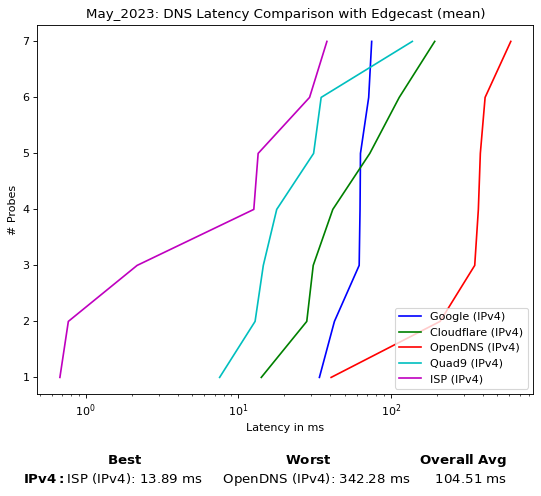 May_2023: DNS Latency Comparison with Edgecast (mean)
7
6
5
4
3
2
1
# Probes
Google (IPv4)
Cloudflare (IPv4)
OpenDNS (IPv4)
Quad9 (IPv4)
ISP (IPv4)
10⁰ 10¹ 10²
Latency in ms
Best Worst Overall Avg
IPv4: ISP (IPv4): 13.89 ms OpenDNS (IPv4): 342.28 ms 104.51 ms